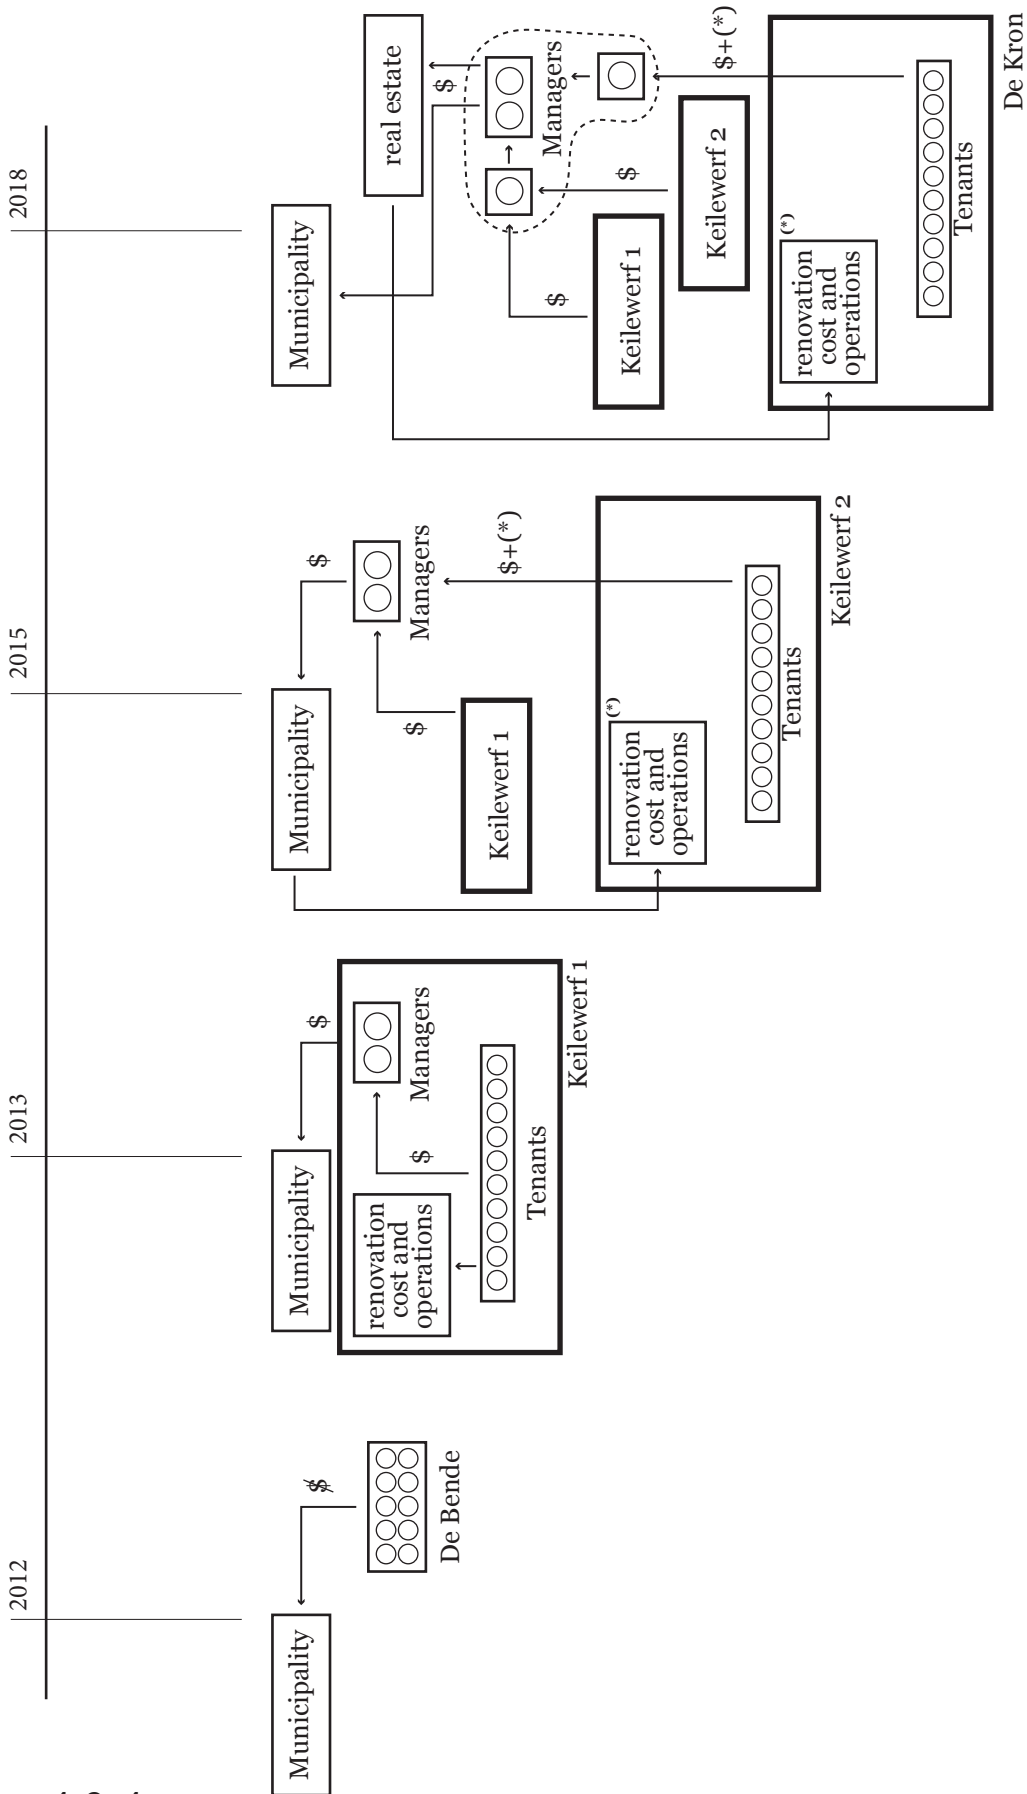 2012
2013
2015
2018
Municipality
$
De Bende
Municipality
$
renovation
cost and
operations
$
Managers
Tenants
Keilewerf 1
Municipality
$
Managers
$
Keilewerf 1
$+(*)
(*)
renovation
cost and
operations
Tenants
Keilewerf 2
Municipality
real estate
$
Managers
$
Keilewerf 1
$
Keilewerf 2
$+(*)
(*)
renovation
cost and
operations
Tenants
De Kron